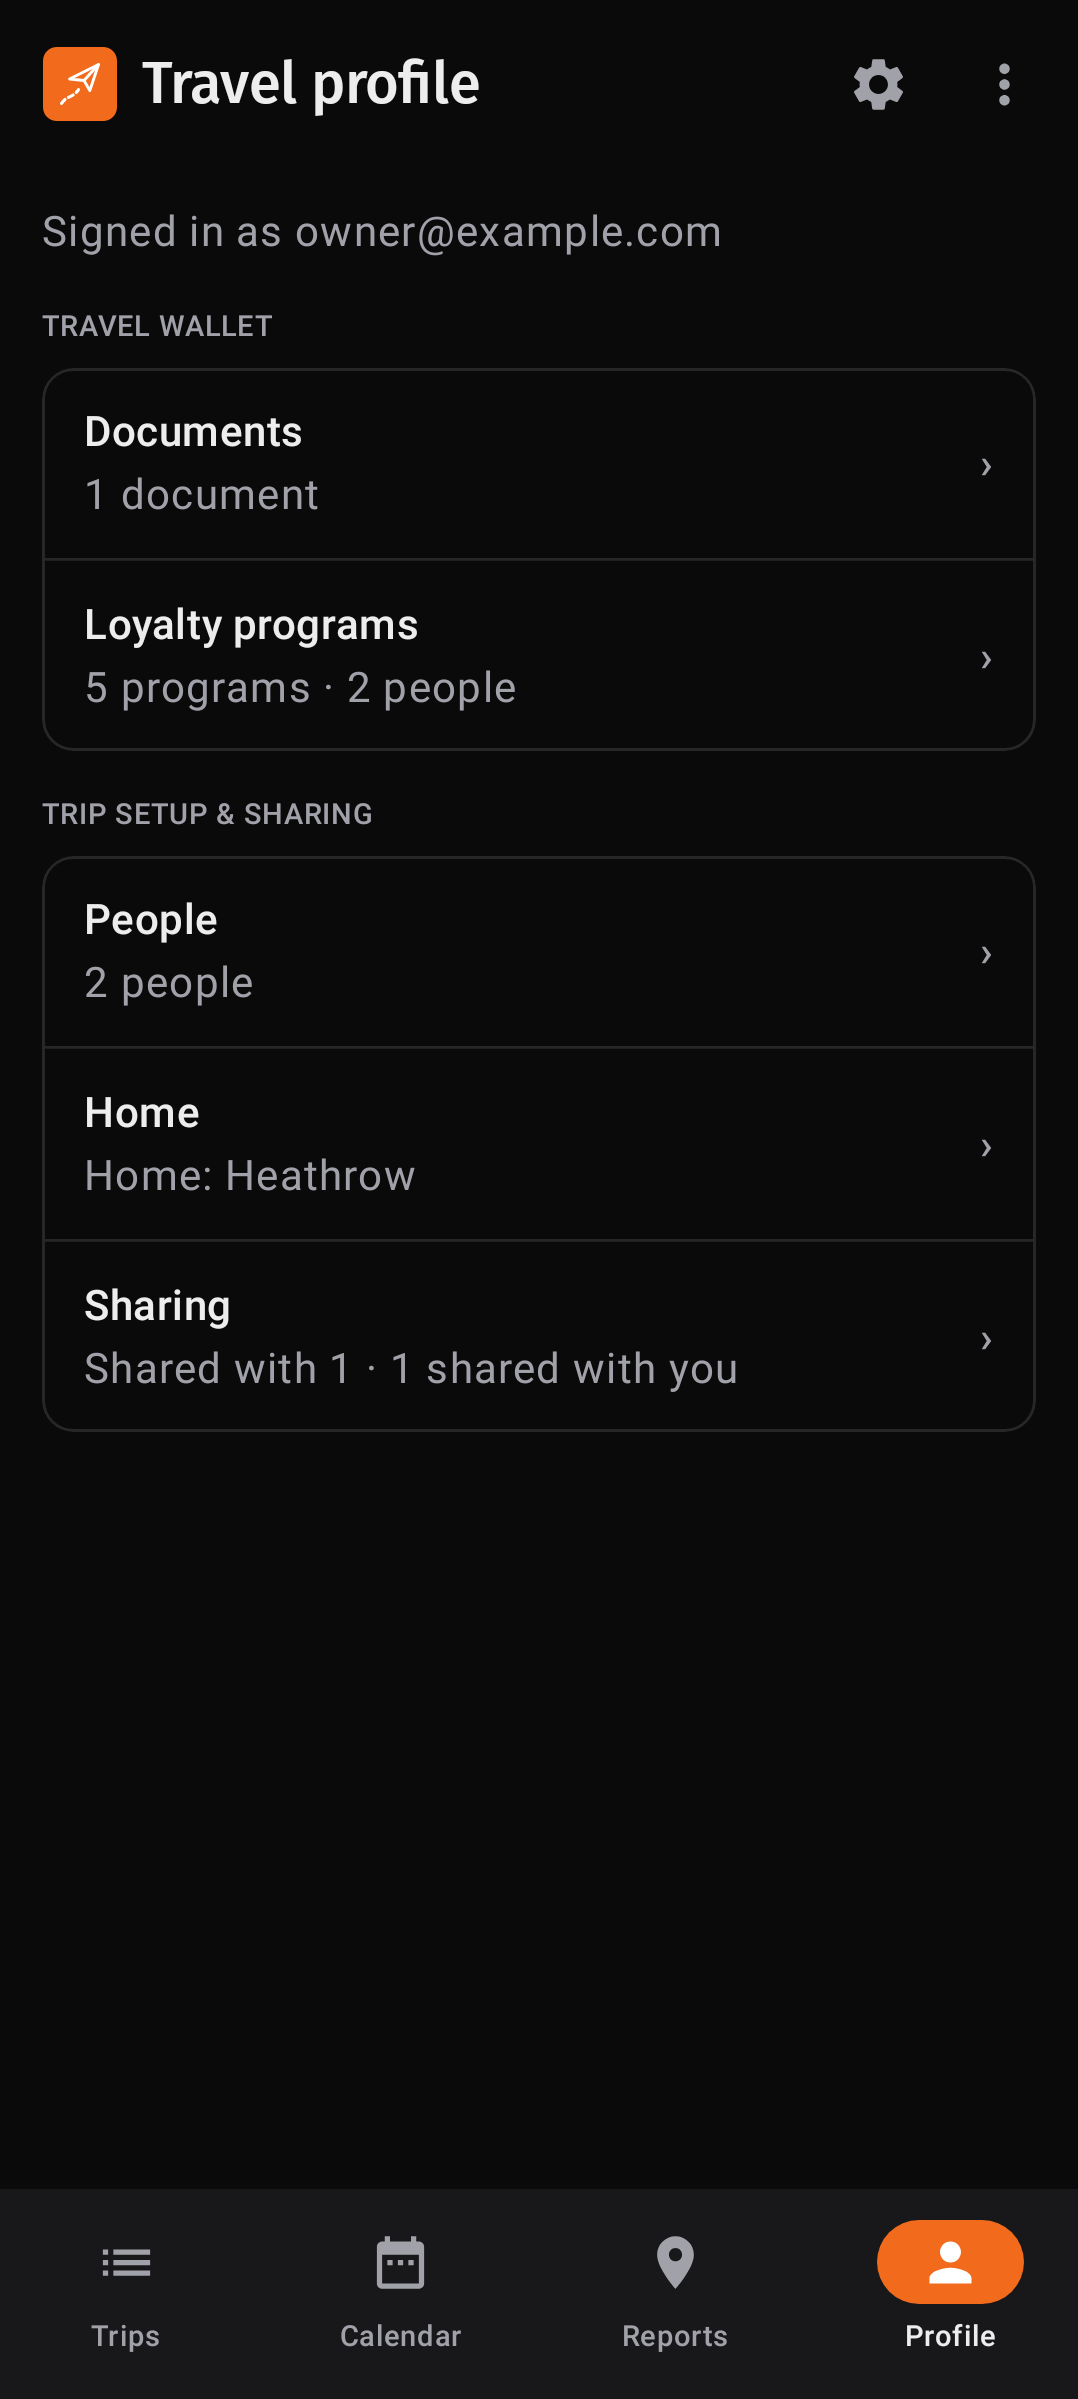 Travel profile
Signed in as owner@example.com
TRAVEL WALLET
Documents
1 document
Loyalty programs
5 programs · 2 people
TRIP SETUP & SHARING
People
2 people
Home
Home: Heathrow
Sharing
Shared with 1 · 1 shared with you
Trips
Calendar
Reports
Profile